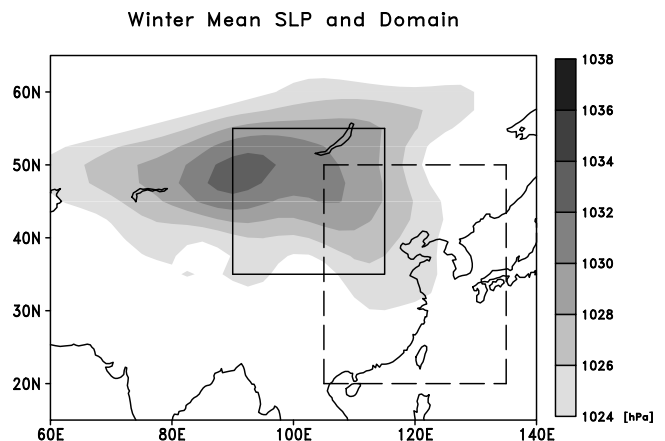 Winter Mean SLP and Domain
60N
50N
40N
30N
20N
60E 80E 100E 120E 140E
1038
1036
1034
1032
1030
1028
1026
1024 [hPa]